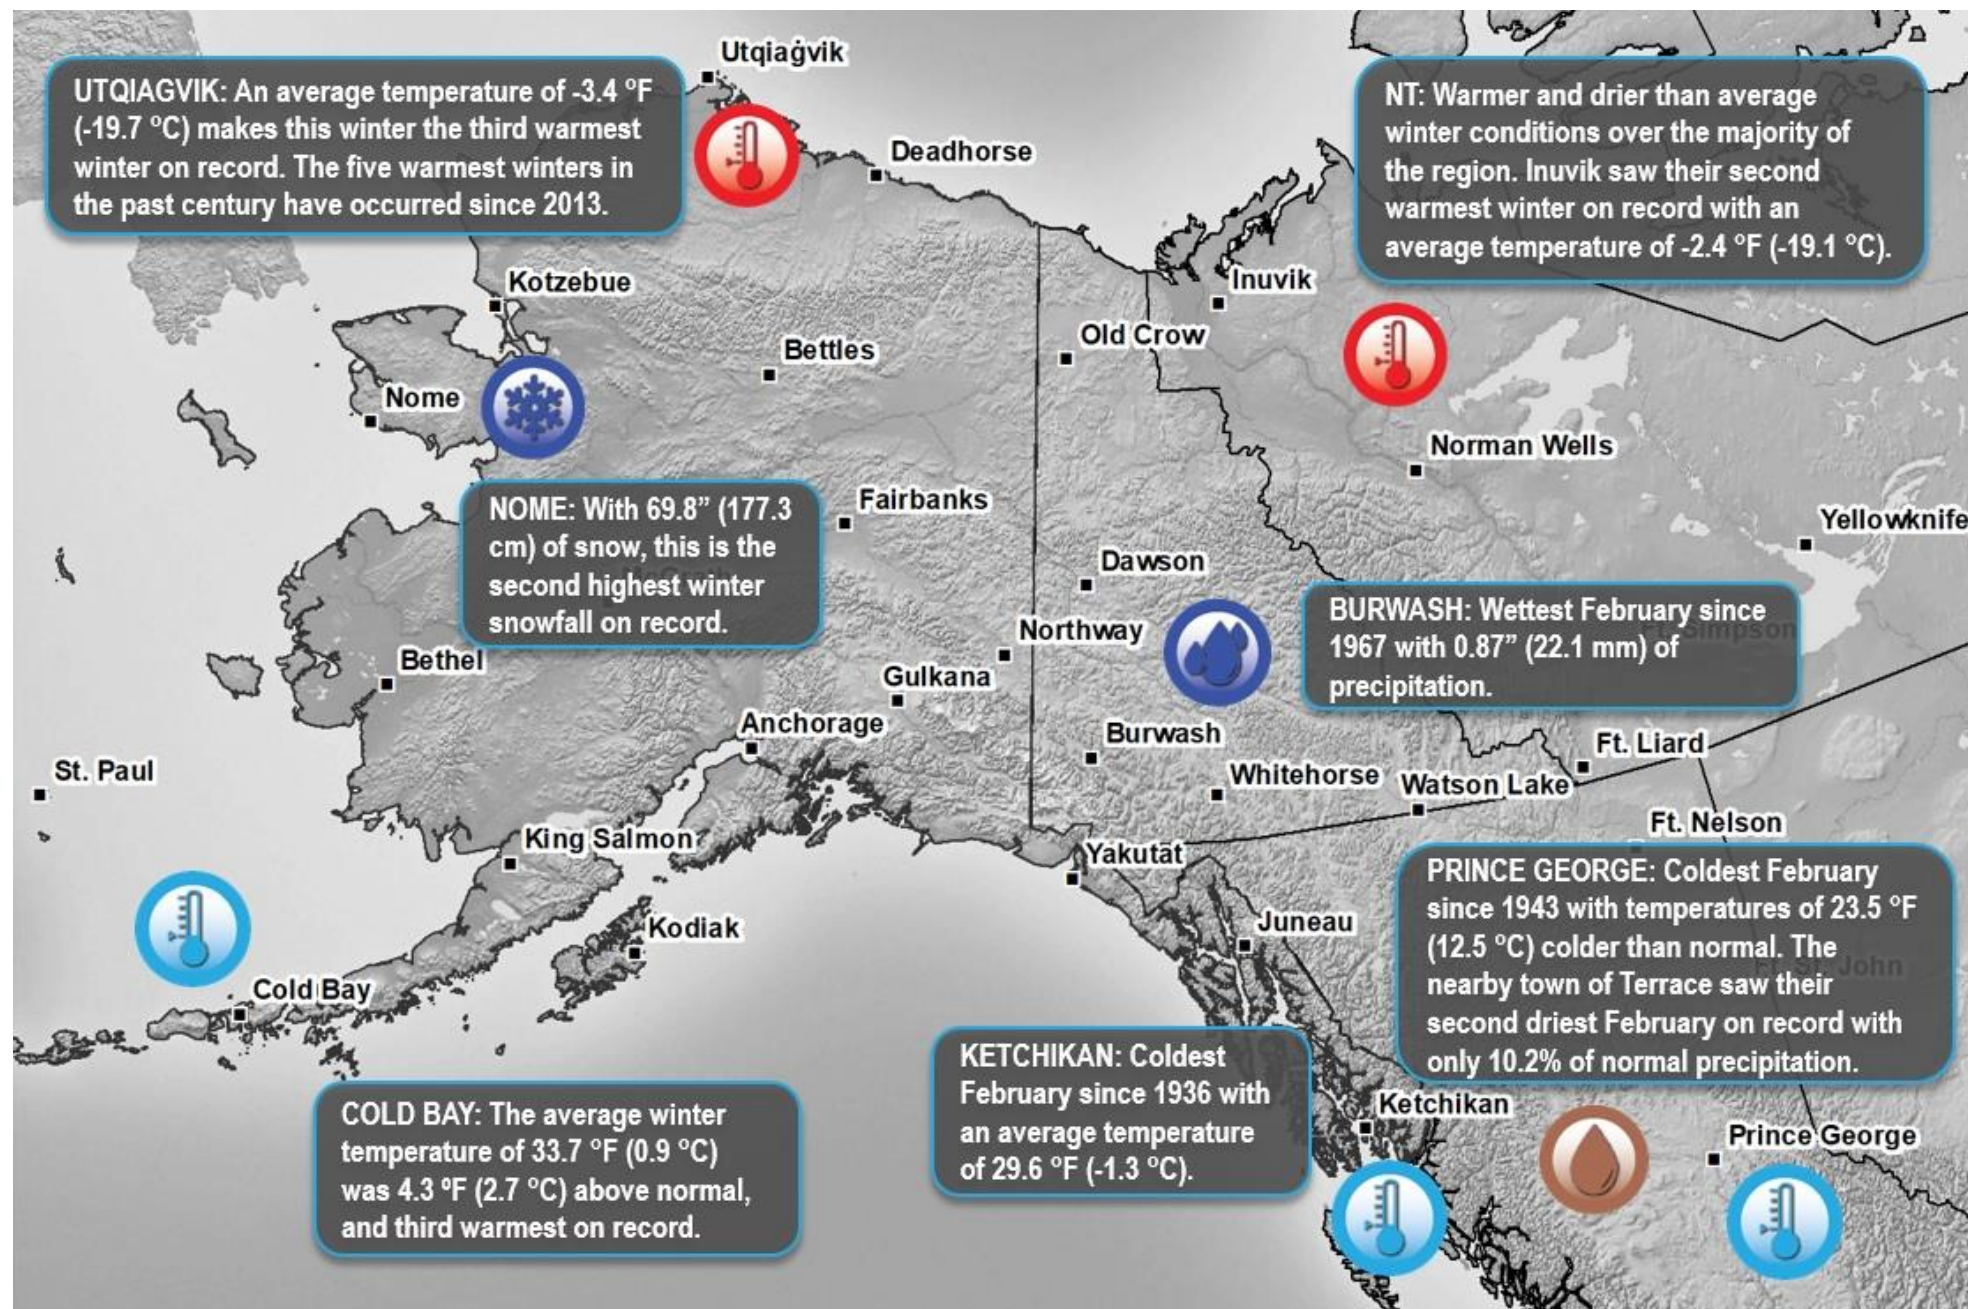 Utqiaġvik
UTQIAGVIK: An average temperature of -3.4 °F
(-19.7 °C) makes this winter the third warmest
winter on record. The five warmest winters in
the past century have occurred since 2013.
Deadhorse
NT: Warmer and drier than average
winter conditions over the majority of
the region. Inuvik saw their second
warmest winter on record with an
average temperature of -2.4 °F (-19.1 °C).
Kotzebue
Inuvik
Old Crow
Bettles
Nome
Norman Wells
Fairbanks
Yellowknife
NOME: With 69.8” (177.3
cm) of snow, this is the
second highest winter
snowfall on record.
Dawson
BURWASH: Wettest February since
1967 with 0.87” (22.1 mm) of
precipitation.
Ft. Simpson
Northway
Bethel
Gulkana
Anchorage
Burwash
Ft. Liard
St. Paul
Whitehorse
Watson Lake
King Salmon
Ft. Nelson
Yakutat
PRINCE GEORGE: Coldest February
since 1943 with temperatures of 23.5 °F
(12.5 °C) colder than normal. The
nearby town of Terrace saw their
second driest February on record with
only 10.2% of normal precipitation.
Ft. St. John
Juneau
Kodiak
Cold Bay
KETCHIKAN: Coldest
February since 1936 with
an average temperature
of 29.6 °F (-1.3 °C).
COLD BAY: The average winter
temperature of 33.7 °F (0.9 °C)
was 4.3 ºF (2.7 °C) above normal,
and third warmest on record.
Ketchikan
Prince George